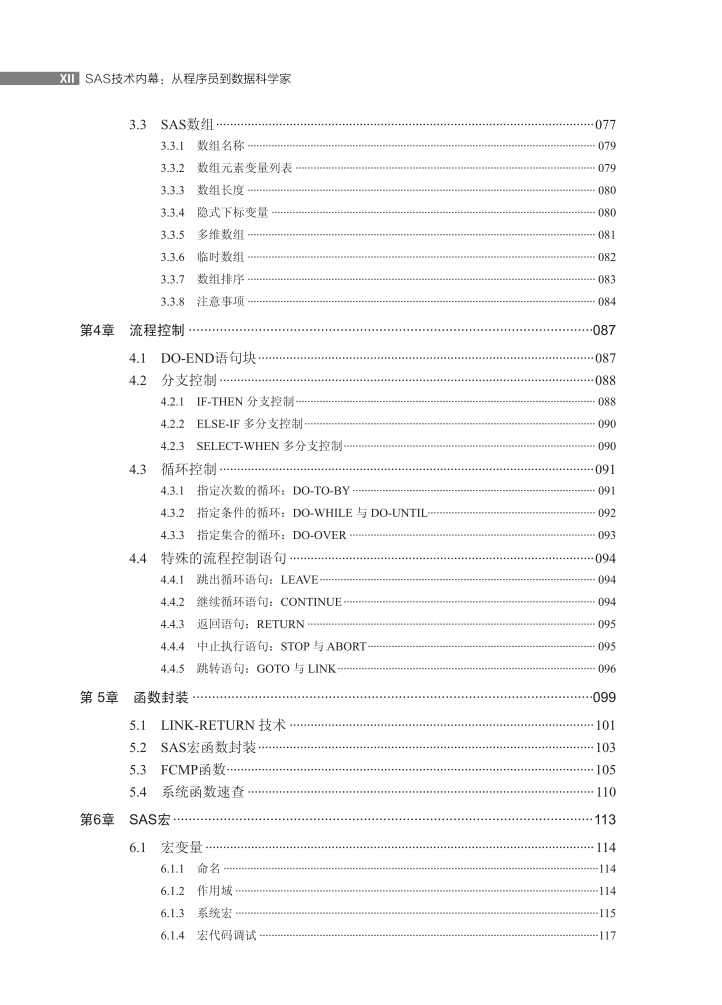 XII SAS技术内幕：从程序员到数据科学家
3.3 SAS数组 077
3.3.1 数组名称 079
3.3.2 数组元素变量列表 079
3.3.3 数组长度 080
3.3.4 隐式下标变量 080
3.3.5 多维数组 081
3.3.6 临时数组 082
3.3.7 数组排序 083
3.3.8 注意事项 084
第4章 流程控制 087
4.1 DO-END语句块 087
4.2 分支控制 088
4.2.1 IF-THEN 分支控制 088
4.2.2 ELSE-IF 多分支控制 090
4.2.3 SELECT-WHEN 多分支控制 090
4.3 循环控制 091
4.3.1 指定次数的循环：DO-TO-BY 091
4.3.2 指定条件的循环：DO-WHILE 与 DO-UNTIL 092
4.3.3 指定集合的循环：DO-OVER 093
4.4 特殊的流程控制语句 094
4.4.1 跳出循环语句：LEAVE 094
4.4.2 继续循环语句：CONTINUE 094
4.4.3 返回语句：RETURN 095
4.4.4 中止执行语句：STOP 与 ABORT 095
4.4.5 跳转语句：GOTO 与 LINK 096
第 5章 函数封装 099
5.1 LINK-RETURN 技术 101
5.2 SAS宏函数封装 103
5.3 FCMP函数 105
5.4 系统函数速查 110
第6章 SAS宏 113
6.1 宏变量 114
6.1.1 命名 114
6.1.2 作用域 114
6.1.3 系统宏 115
6.1.4 宏代码调试 117